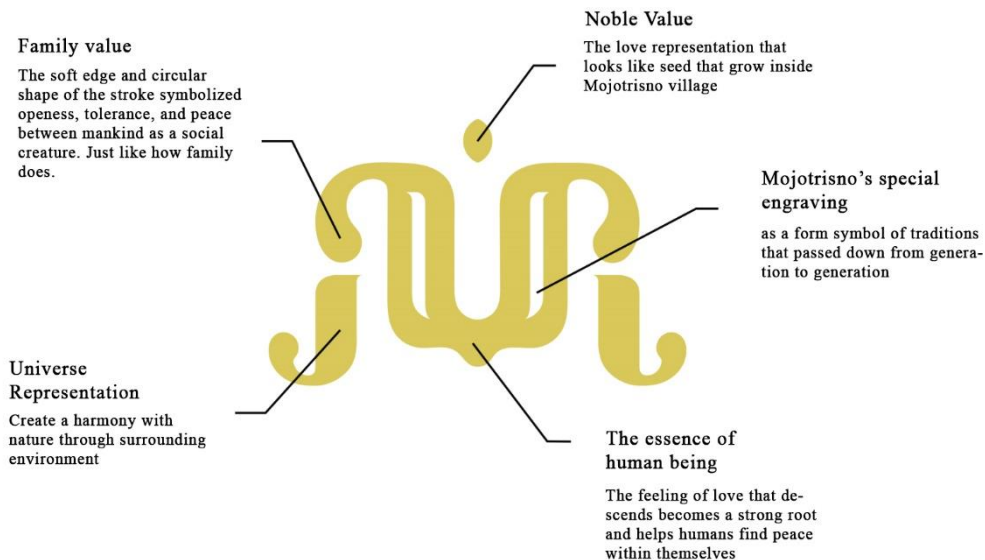 Family value
The soft edge and circular
shape of the stroke symbolized
openess, tolerance, and peace
between mankind as a social
creature. Just like how family
does.
Noble Value
The love representation that
looks like seed that grow inside
Mojotrisno village
Mojotrisno’s special
engraving
as a form symbol of traditions
that passed down from genera-
tion to generation
Universe
Representation
Create a harmony with
nature through surrounding
environment
The essence of
human being
The feeling of love that de-
scends becomes a strong root
and helps humans find peace
within themselves